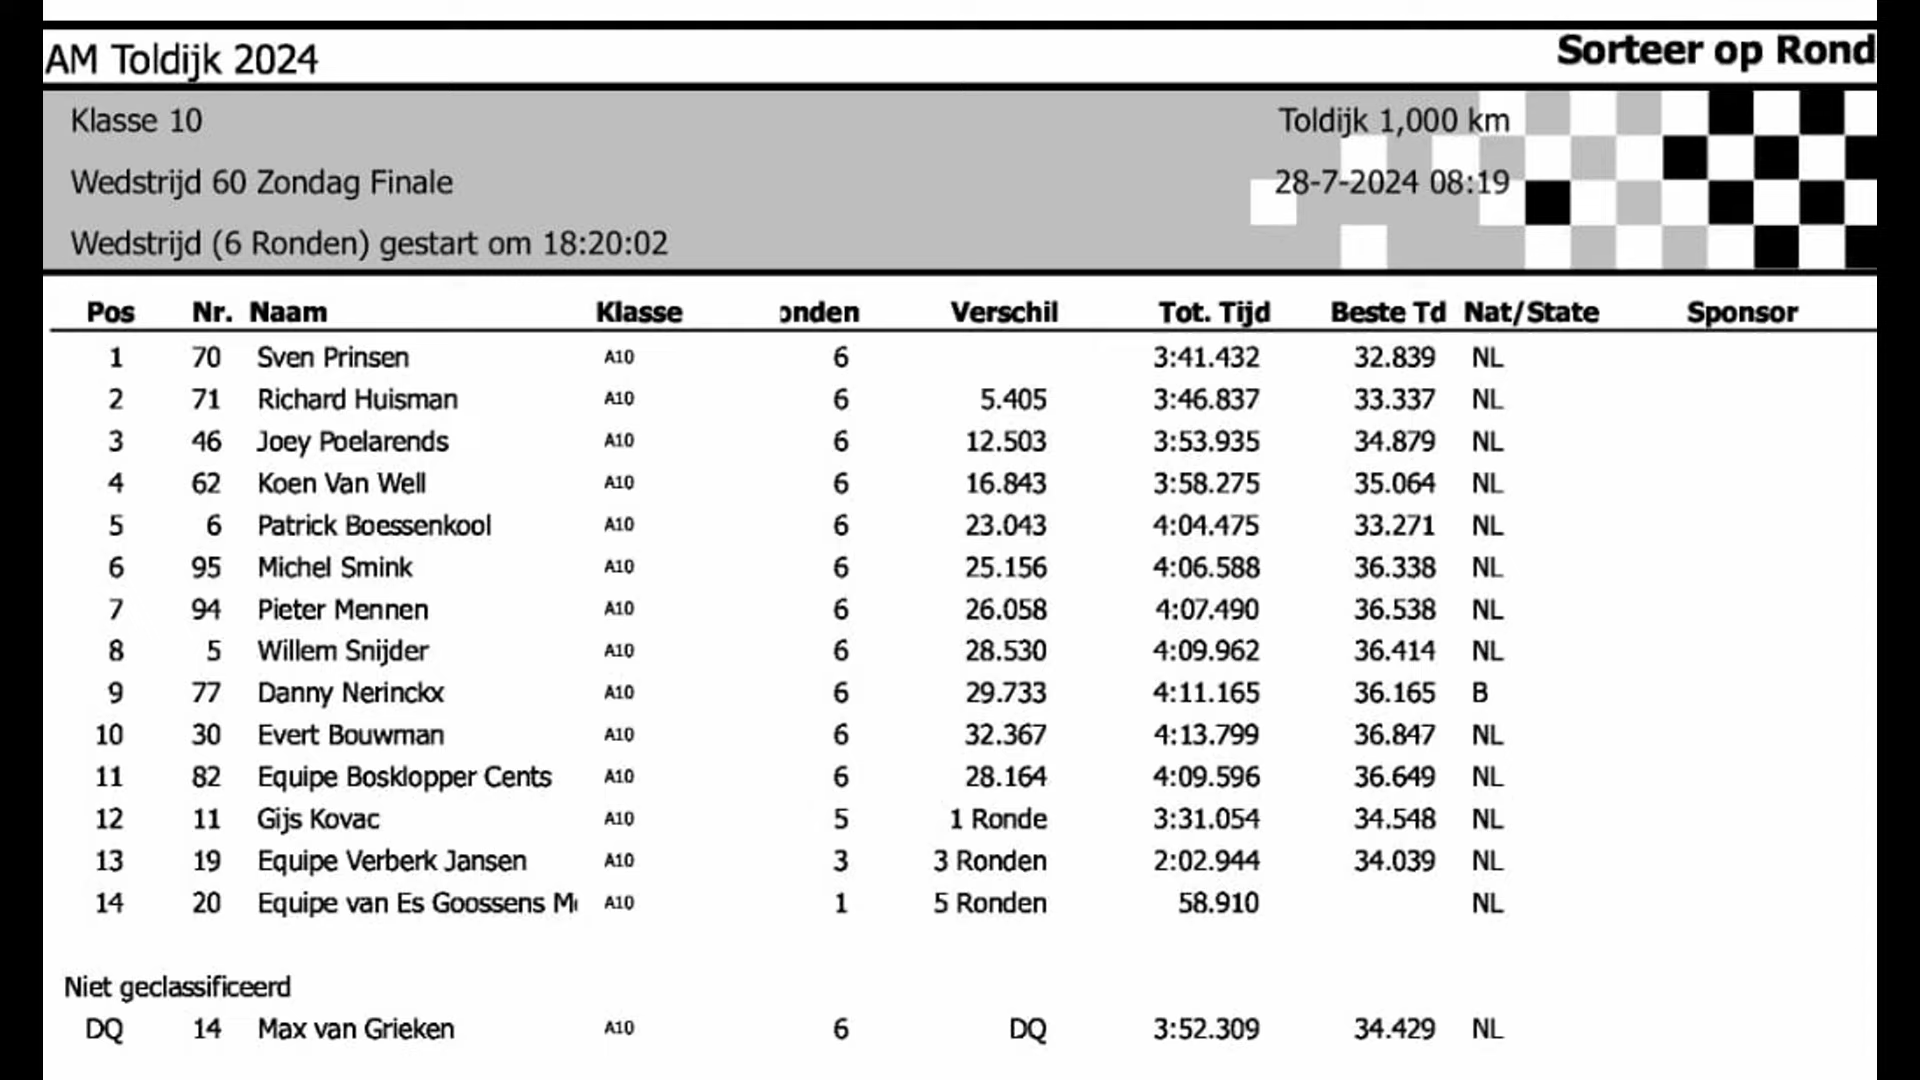 AM Toldijk 2024 Sorteer op Rond
Klasse 10 Toldijk 1,000 km
Wedstrijd 60 Zondag Finale 28-7-2024 08:19
Wedstrijd (6 Ronden) gestart om 18:20:02
Pos Nr. Naam Klasse onden Verschil Tot. Tijd Beste Td Nat/State Sponsor
1 70 Sven Prinsen A10 6 3:41.432 32.839 NL
2 71 Richard Huisman A10 6 5.405 3:46.837 33.337 NL
3 46 Joey Poelarends A10 6 12.503 3:53.935 34.879 NL
4 62 Koen Van Well A10 6 16.843 3:58.275 35.064 NL
5 6 Patrick Boessenkool A10 6 23.043 4:04.475 33.271 NL
6 95 Michel Smink A10 6 25.156 4:06.588 36.338 NL
7 94 Pieter Mennen A10 6 26.058 4:07.490 36.538 NL
8 5 Willem Snijder A10 6 28.530 4:09.962 36.414 NL
9 77 Danny Nerinckx A10 6 29.733 4:11.165 36.165 B
10 30 Evert Bouwman A10 6 32.367 4:13.799 36.847 NL
11 82 Equipe Bosklopper Cents A10 6 28.164 4:09.596 36.649 NL
12 11 Gijs Kovac A10 5 1 Ronde 3:31.054 34.548 NL
13 19 Equipe Verberk Jansen A10 3 3 Ronden 2:02.944 34.039 NL
14 20 Equipe van Es Goossens M A10 1 5 Ronden 58.910 NL
Niet geclassificeerd
DQ 14 Max van Grieken A10 6 DQ 3:52.309 34.429 NL